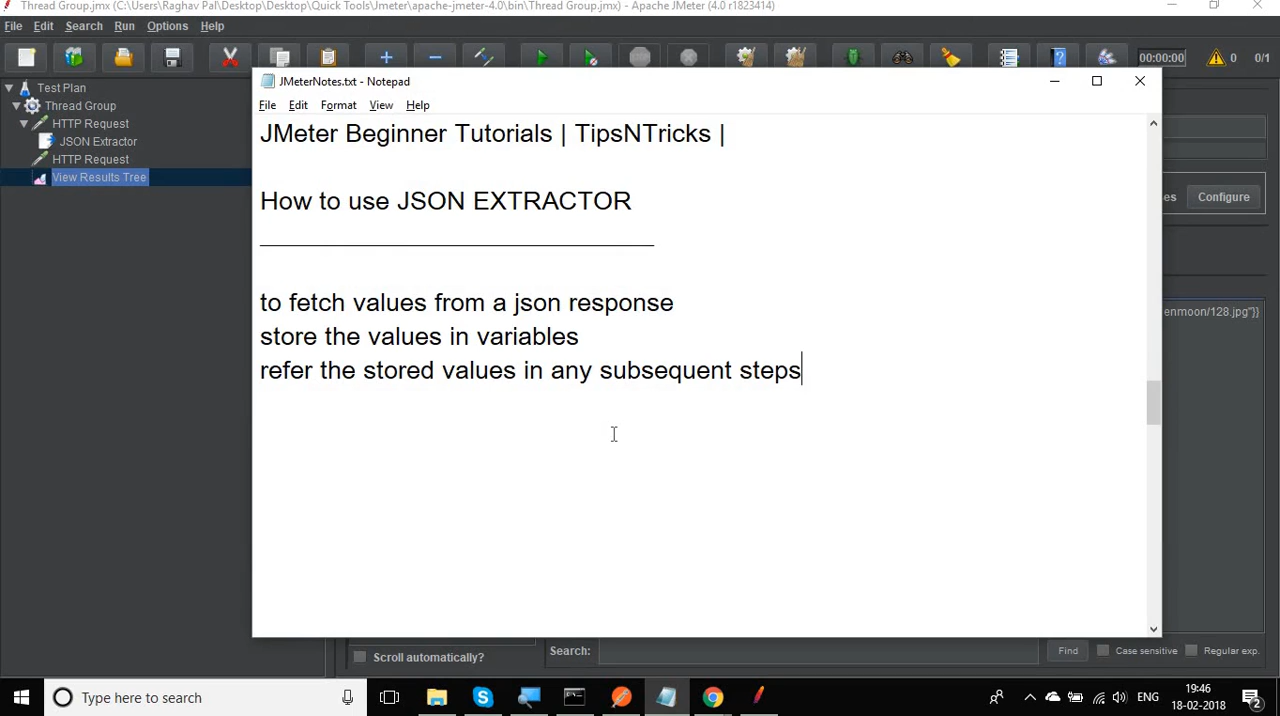 Thread Group.jmx (C:\Users\Raghav Pal\Desktop\Desktop\Quick Tools\Jmeter\apache-jmeter-4.0\bin\Thread Group.jmx) - Apache JMeter (4.0 r1823414)
File Edit Search Run Options Help
00:00:00 0 0/1
Test Plan
Thread Group
HTTP Request
JSON Extractor
HTTP Request
View Results Tree
JMeterNotes.txt - Notepad
File Edit Format View Help
JMeter Beginner Tutorials | TipsNTricks |
How to use JSON EXTRACTOR
to fetch values from a json response
store the values in variables
refer the stored values in any subsequent steps
es Configure
enmoon/128.jpg"}}
Scroll automatically? Search: Find Case sensitive Regular exp.
Type here to search
ENG
19:46
18-02-2018
2